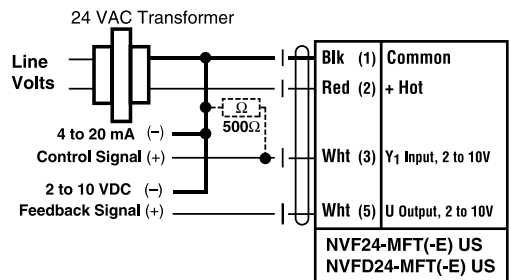 24 VAC Transformer
Line
Volts
Blk (1) Common
Red (2) + Hot
Ω
500Ω
4 to 20 mA (–)
Control Signal (+)
Wht (3) Y1 Input, 2 to 10V
2 to 10 VDC (–)
Feedback Signal (+)
Wht (5) U Output, 2 to 10V
NVF24-MFT(-E) US
NVFD24-MFT(-E) US